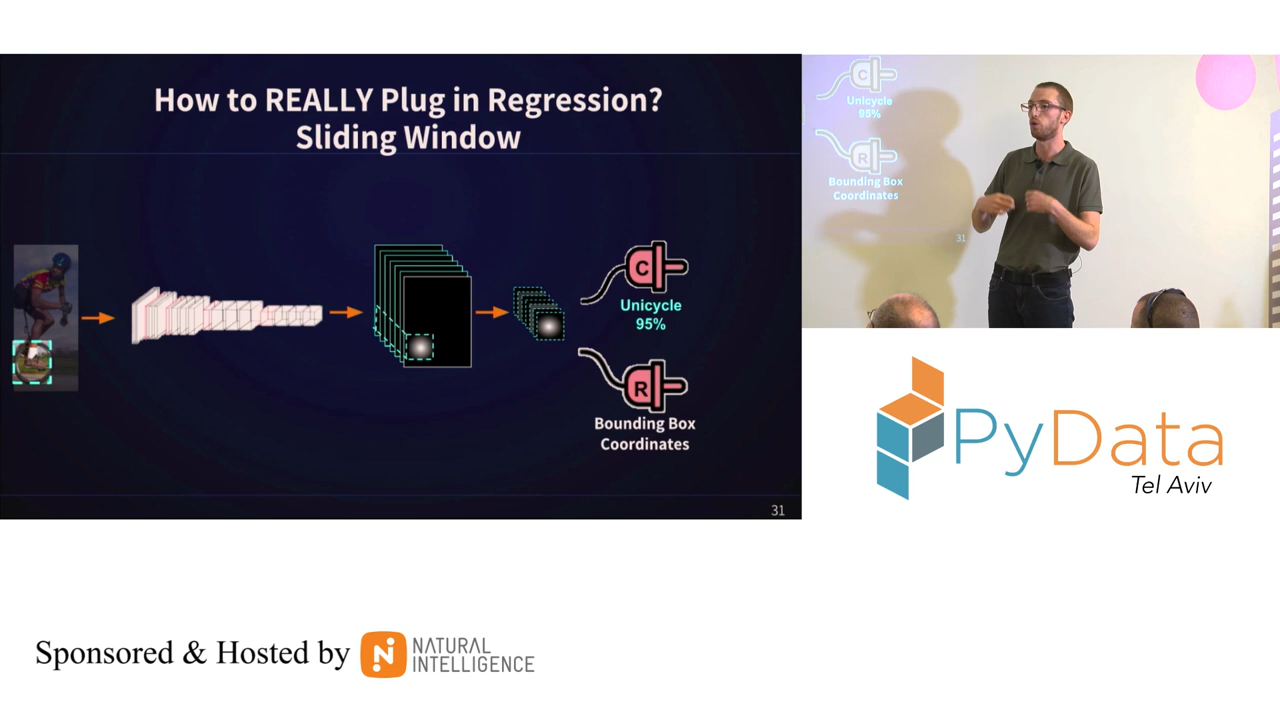 How to REALLY Plug in Regression?
Sliding Window
C
Unicycle
95%
R
Bounding Box
Coordinates
31
C
Unicycle
95%
R
Bounding Box
Coordinates
31
PyData
Tel Aviv
Sponsored & Hosted by
NATURAL
INTELLIGENCE